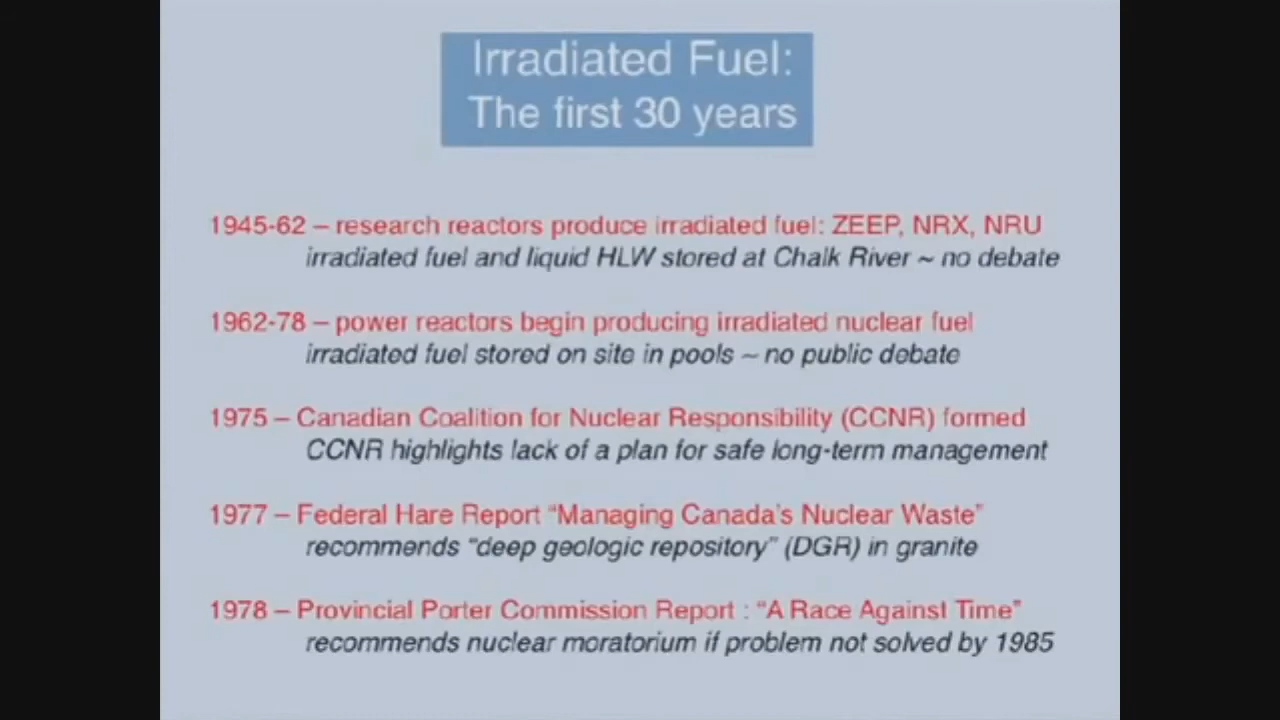 Irradiated Fuel:
The first 30 years
1945-62 – research reactors produce irradiated fuel: ZEEP, NRX, NRU
irradiated fuel and liquid HLW stored at Chalk River ~ no debate
1962-78 – power reactors begin producing irradiated nuclear fuel
irradiated fuel stored on site in pools ~ no public debate
1975 – Canadian Coalition for Nuclear Responsibility (CCNR) formed
CCNR highlights lack of a plan for safe long-term management
1977 – Federal Hare Report “Managing Canada’s Nuclear Waste”
recommends “deep geologic repository” (DGR) in granite
1978 – Provincial Porter Commission Report : “A Race Against Time”
recommends nuclear moratorium if problem not solved by 1985